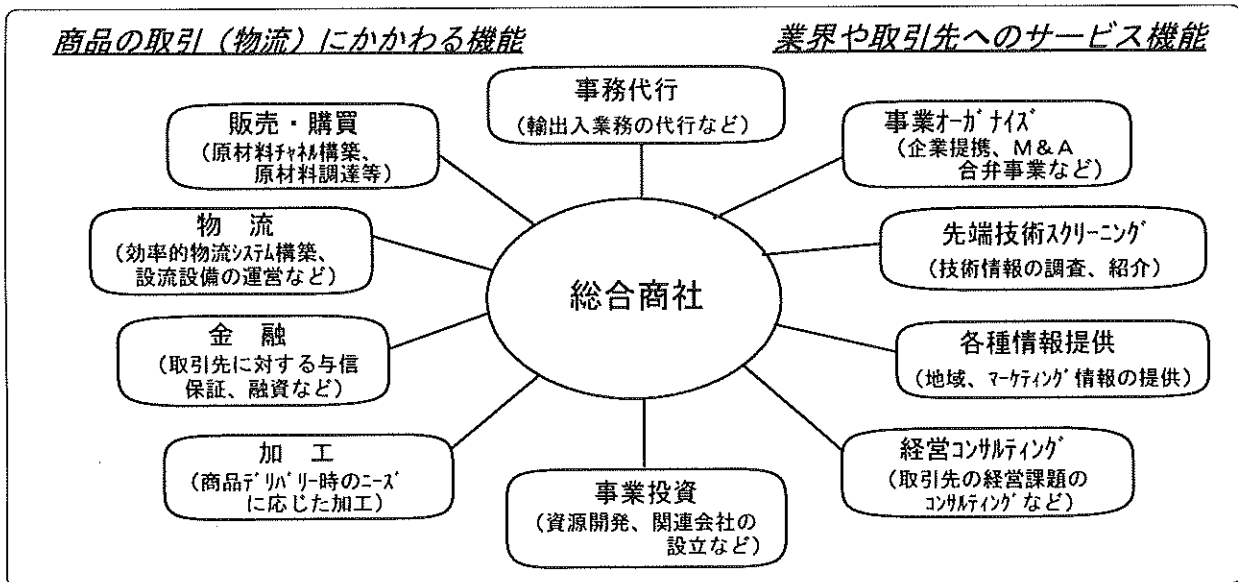 商品の取引（物流）にかかわる機能
業界や取引先へのサービス機能
事務代行
（輸出入業務の代行など）
販売・購買
（原材料ﾁｬﾈﾙ構築、
原材料調達等）
物　流
（効率的物流ｼｽﾃﾑ構築、
設流設備の運営など）
金　融
（取引先に対する与信
保証、融資など）
加　工
（商品ﾃﾞﾘﾊﾞﾘｰ時のﾆｰｽﾞ
に応じた加工）
総合商社
事業投資
（資源開発、関連会社の
設立など）
事業ｵｰｶﾞﾅｲｽﾞ
（企業提携、Ｍ＆Ａ
合弁事業など）
先端技術ｽｸﾘｰﾆﾝｸﾞ
（技術情報の調査、紹介）
各種情報提供
（地域、ﾏｰｹﾃｨﾝｸﾞ情報の提供）
経営ｺﾝｻﾙﾃｨﾝｸﾞ
（取引先の経営課題の
ｺﾝｻﾙﾃｨﾝｸﾞなど）